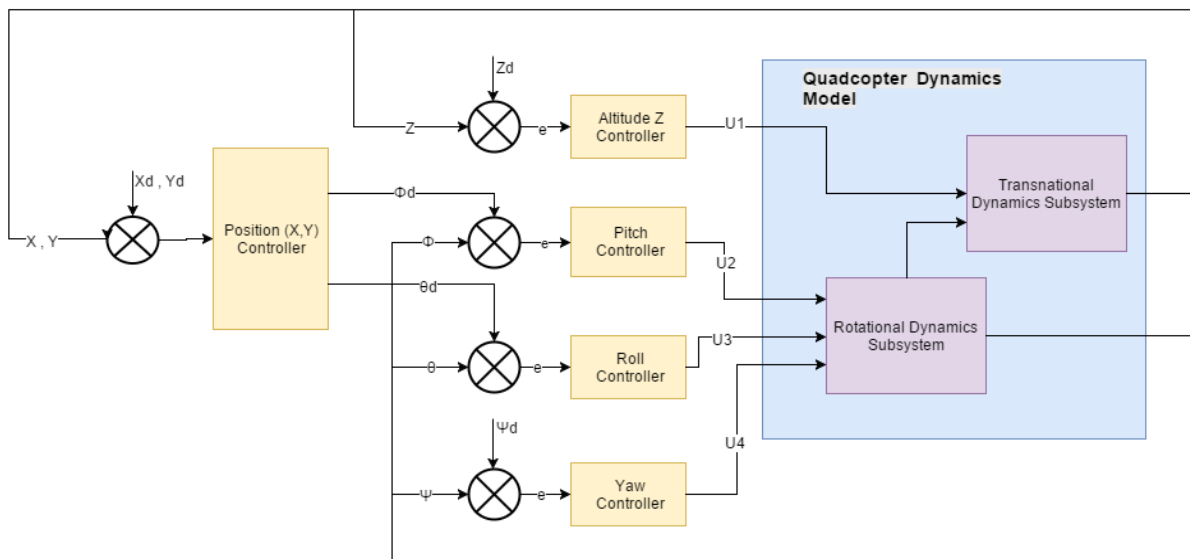 Zd
Quadcopter Dynamics
Model
Z
e
Altitude Z
Controller
U1
Xd , Yd
X , Y
Position (X,Y)
Controller
Φd
Φ
e
Pitch
Controller
U2
Transnational
Dynamics Subsystem
θd
θ
e
Roll
Controller
U3
Rotational Dynamics
Subsystem
Ψd
Ψ
e
Yaw
Controller
U4